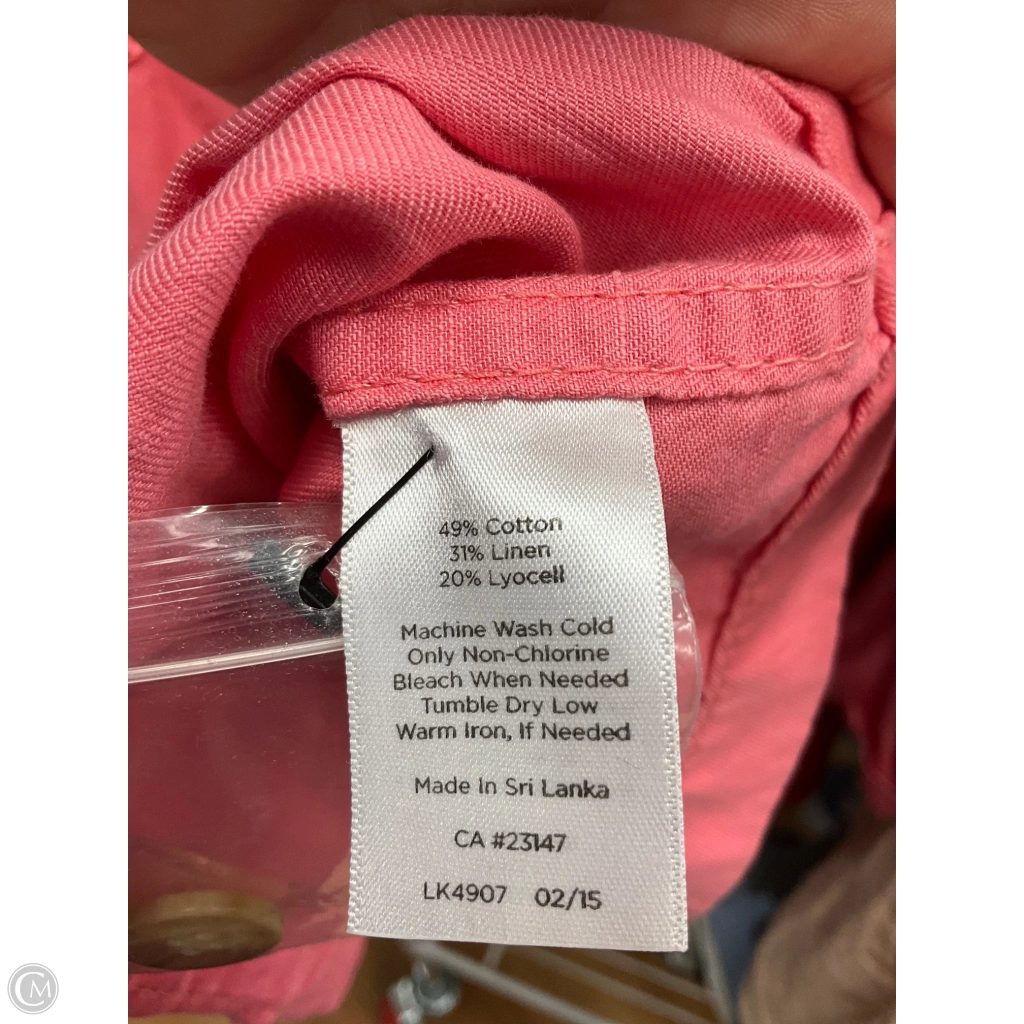 49% Cotton
31% Linen
20% Lyocell
Machine Wash Cold
Only Non-Chlorine
Bleach When Needed
Tumble Dry Low
Warm Iron, If Needed
Made In Sri Lanka
CA #23147
LK4907 02/15
CM